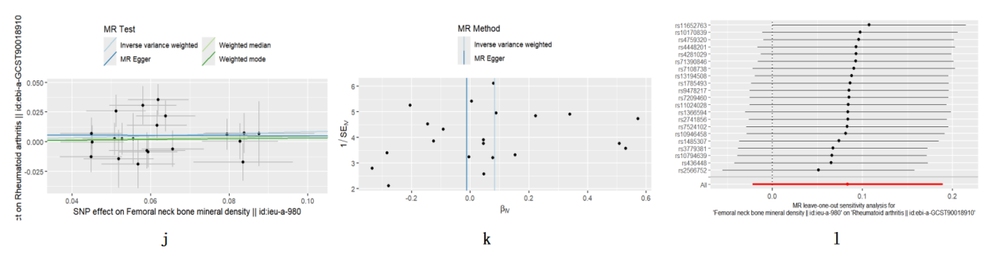 MR Test
Inverse variance weighted
Weighted median
MR Egger
Weighted mode
ct on Rheumatoid arthritis || id:ebi-a-GCST90018910
0.050
0.025
0.000
-0.025
0.04
0.06
0.08
0.10
SNP effect on Femoral neck bone mineral density || id:ieu-a-980
j
MR Method
Inverse variance weighted
MR Egger
1/SEIV
6
5
4
3
2
-0.2
0.0
0.2
0.4
0.6
βIV
k
rs11652763
rs10170839
rs4759320
rs4448201
rs4281029
rs71390846
rs7108738
rs13194508
rs1785493
rs9478217
rs7209460
rs11024028
rs1366594
rs2741856
rs7524102
rs10946458
rs1485307
rs3779381
rs10794639
rs436448
rs2566752
All
0.0
0.1
0.2
MR leave-one-out sensitivity analysis for
'Femoral neck bone mineral density || id:ieu-a-980' on 'Rheumatoid arthritis || id:ebi-a-GCST90018910'
l